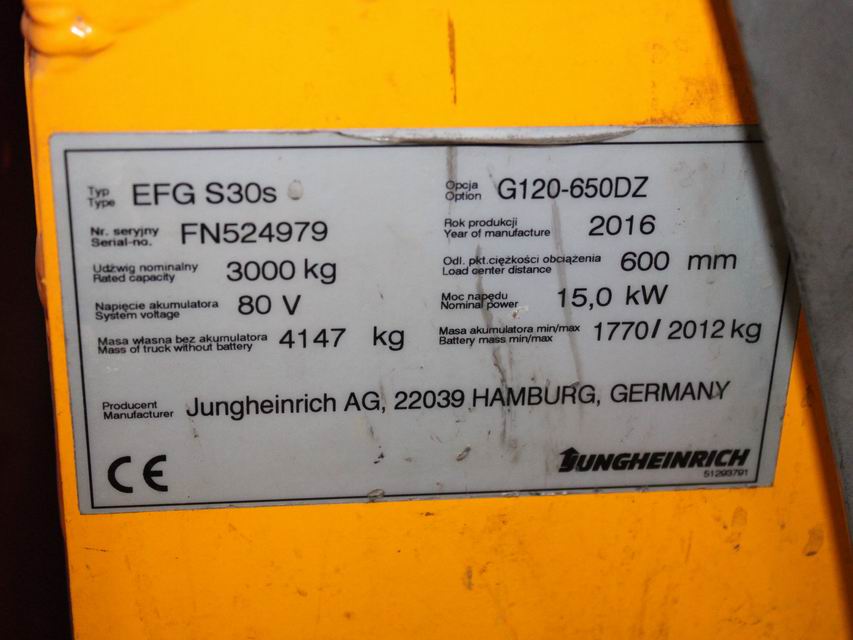 Typ EFG S30s Opcja G120-650DZ
Type Option
Nr. seryjny FN524979 Rok produkcji 2016
Serial-no. Year of manufacture
Udźwig nominalny 3000 kg Odl. pkt.ciężkości obciążenia 600 mm
Rated capacity Load center distance
Napięcie akumulatora 80 V Moc napędu 15,0 kW
System voltage Nominal power
Masa własna bez akumulatora 4147 kg Masa akumulatora min/max 1770/ 2012 kg
Mass of truck without battery Battery mass min/max
Producent Jungheinrich AG, 22039 HAMBURG, GERMANY
Manufacturer
CE JUNGHEINRICH
51293791